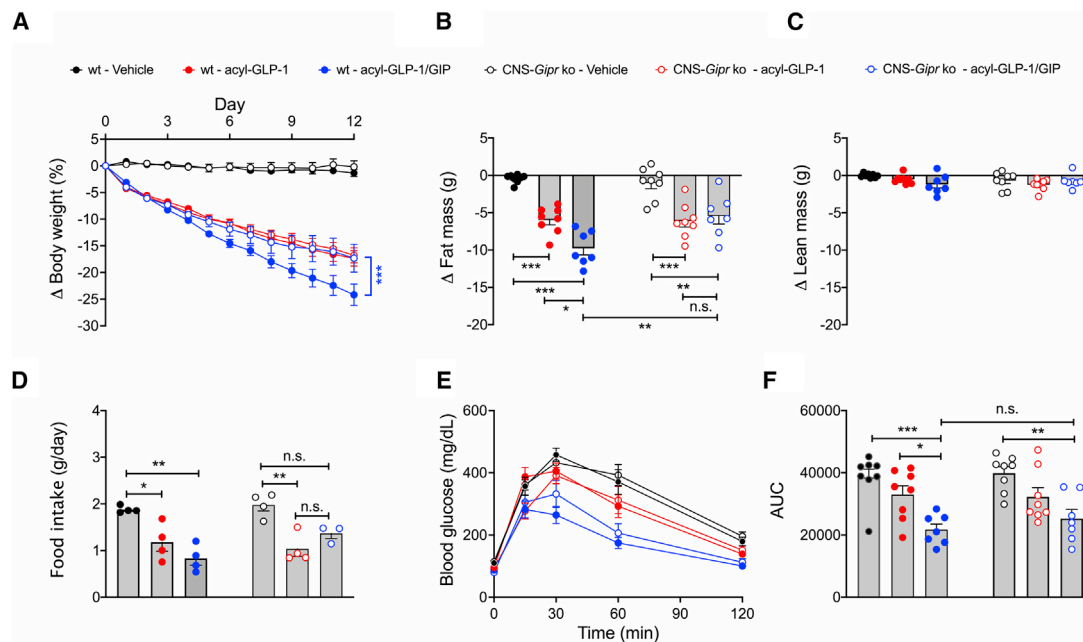 A
B
C
wt - Vehicle wt - acyl-GLP-1 wt - acyl-GLP-1/GIP CNS-Gipr ko - Vehicle CNS-Gipr ko - acyl-GLP-1 CNS-Gipr ko - acyl-GLP-1/GIP
Day
0 3 6 9 12
5
0
-5
-10
-15
-20
-25
-30
Δ Body weight (%)
***
5
0
-5
-10
-15
-20
Δ Fat mass (g)
*** ***
*** **
* n.s.
**
5
0
-5
-10
-15
-20
Δ Lean mass (g)
D
E
F
4
3
2
1
0
Food intake (g/day)
** n.s.
* **
n.s.
600
400
200
0
Blood glucose (mg/dL)
0 30 60 90 120
Time (min)
60000
40000
20000
0
AUC
n.s.
*** **
*